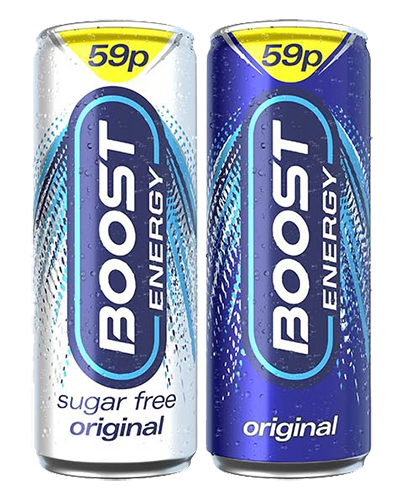 59p
BOOST
ENERGY
sugar free
original
59p
BOOST
ENERGY
original